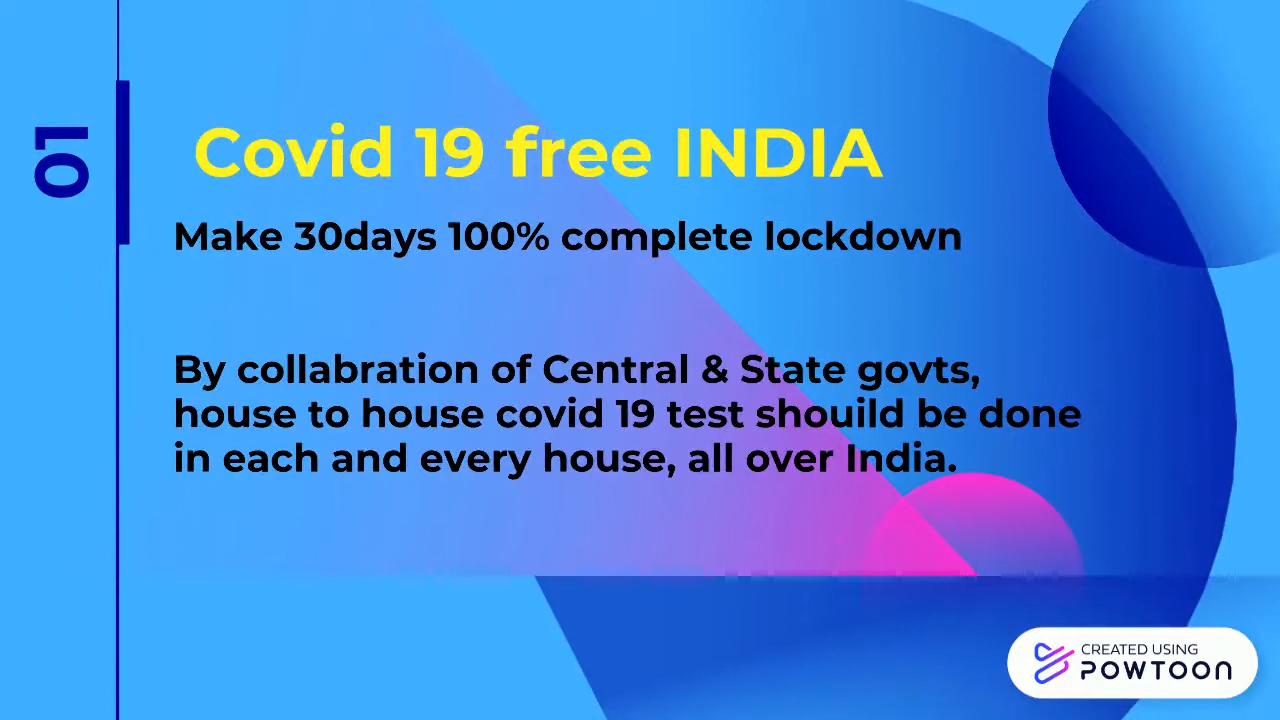 01
Covid 19 free INDIA
Make 30days 100% complete lockdown
By collabration of Central & State govts,
house to house covid 19 test shouild be done
in each and every house, all over India.
CREATED USING
POWTOON